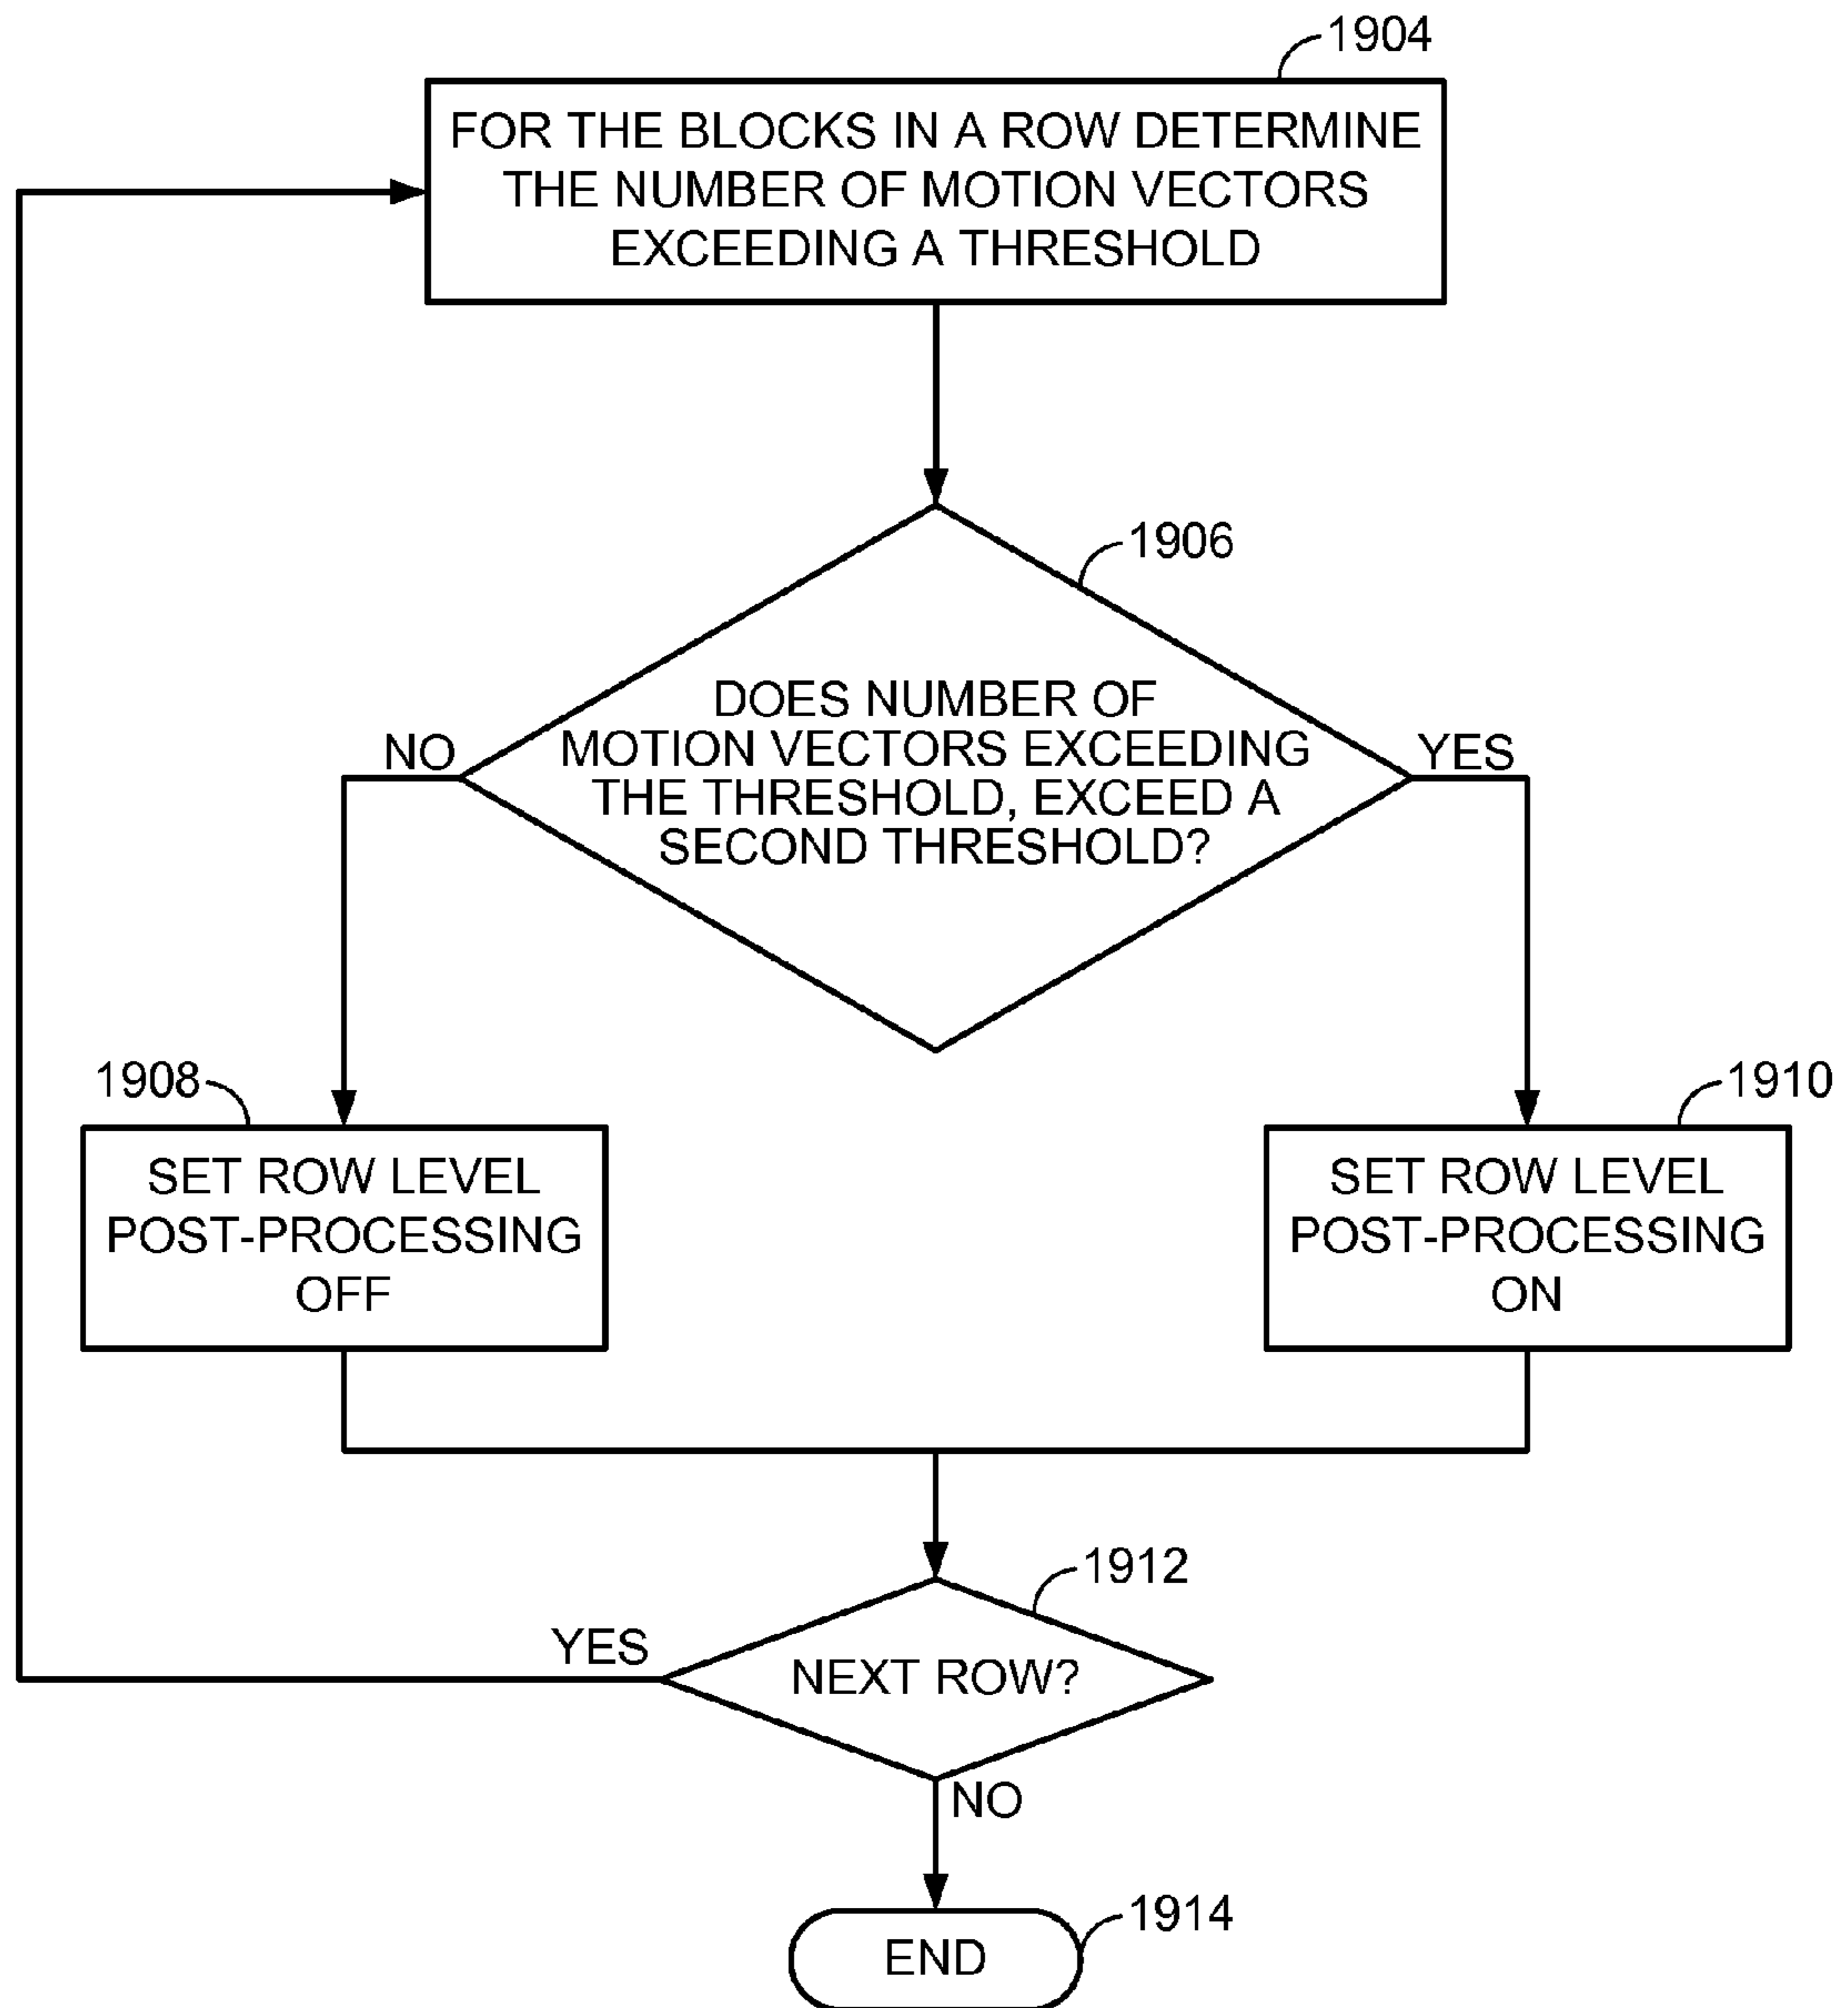 1904
FOR THE BLOCKS IN A ROW DETERMINE
THE NUMBER OF MOTION VECTORS
EXCEEDING A THRESHOLD
1906
DOES NUMBER OF
MOTION VECTORS EXCEEDING
THE THRESHOLD, EXCEED A
SECOND THRESHOLD?
NO
YES
1908
SET ROW LEVEL
POST-PROCESSING
OFF
1910
SET ROW LEVEL
POST-PROCESSING
ON
1912
NEXT ROW?
YES
NO
1914
END